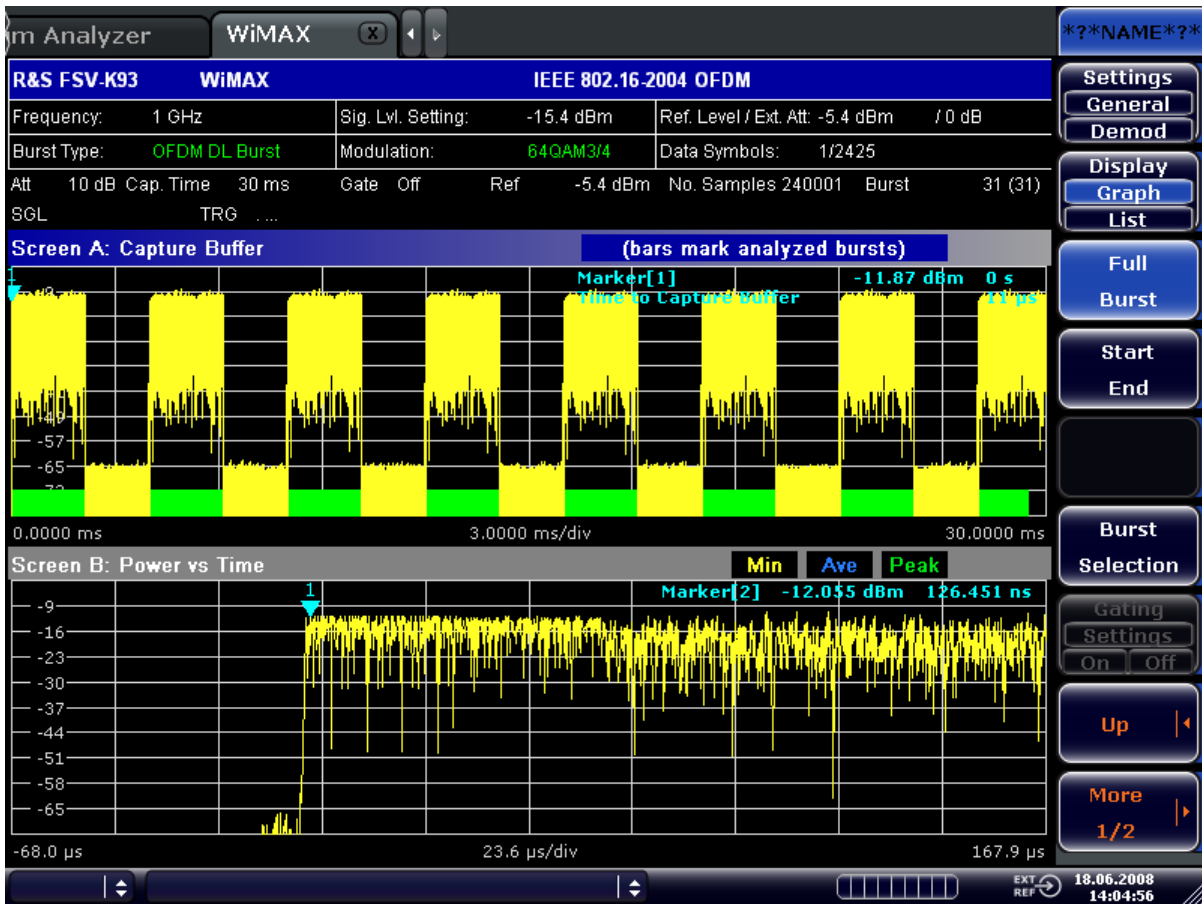 m Analyzer WiMAX X
*?*NAME*?*
R&S FSV-K93 WiMAX IEEE 802.16-2004 OFDM
Frequency: 1 GHz Sig. Lvl. Setting: -15.4 dBm Ref. Level / Ext. Att: -5.4 dBm / 0 dB
Burst Type: OFDM DL Burst Modulation: 64QAM3/4 Data Symbols: 1/2425
Att 10 dB Cap. Time 30 ms Gate Off Ref -5.4 dBm No. Samples 240001 Burst 31 (31)
SGL TRG . ...
Screen A: Capture Buffer (bars mark analyzed bursts)
1
Marker[1] -11.87 dBm 0 s
Time to Capture Buffer 11 µs
-49
-57
-65
-73
0.0000 ms 3.0000 ms/div 30.0000 ms
Screen B: Power vs Time Min Ave Peak
1
Marker[2] -12.055 dBm 126.451 ns
-9
-16
-23
-30
-37
-44
-51
-58
-65
-68.0 µs 23.6 µs/div 167.9 µs
Settings
General
Demod
Display
Graph
List
Full
Burst
Start
End
Burst
Selection
Gating
Settings
On Off
Up
More
1/2
EXT
REF
18.06.2008
14:04:56